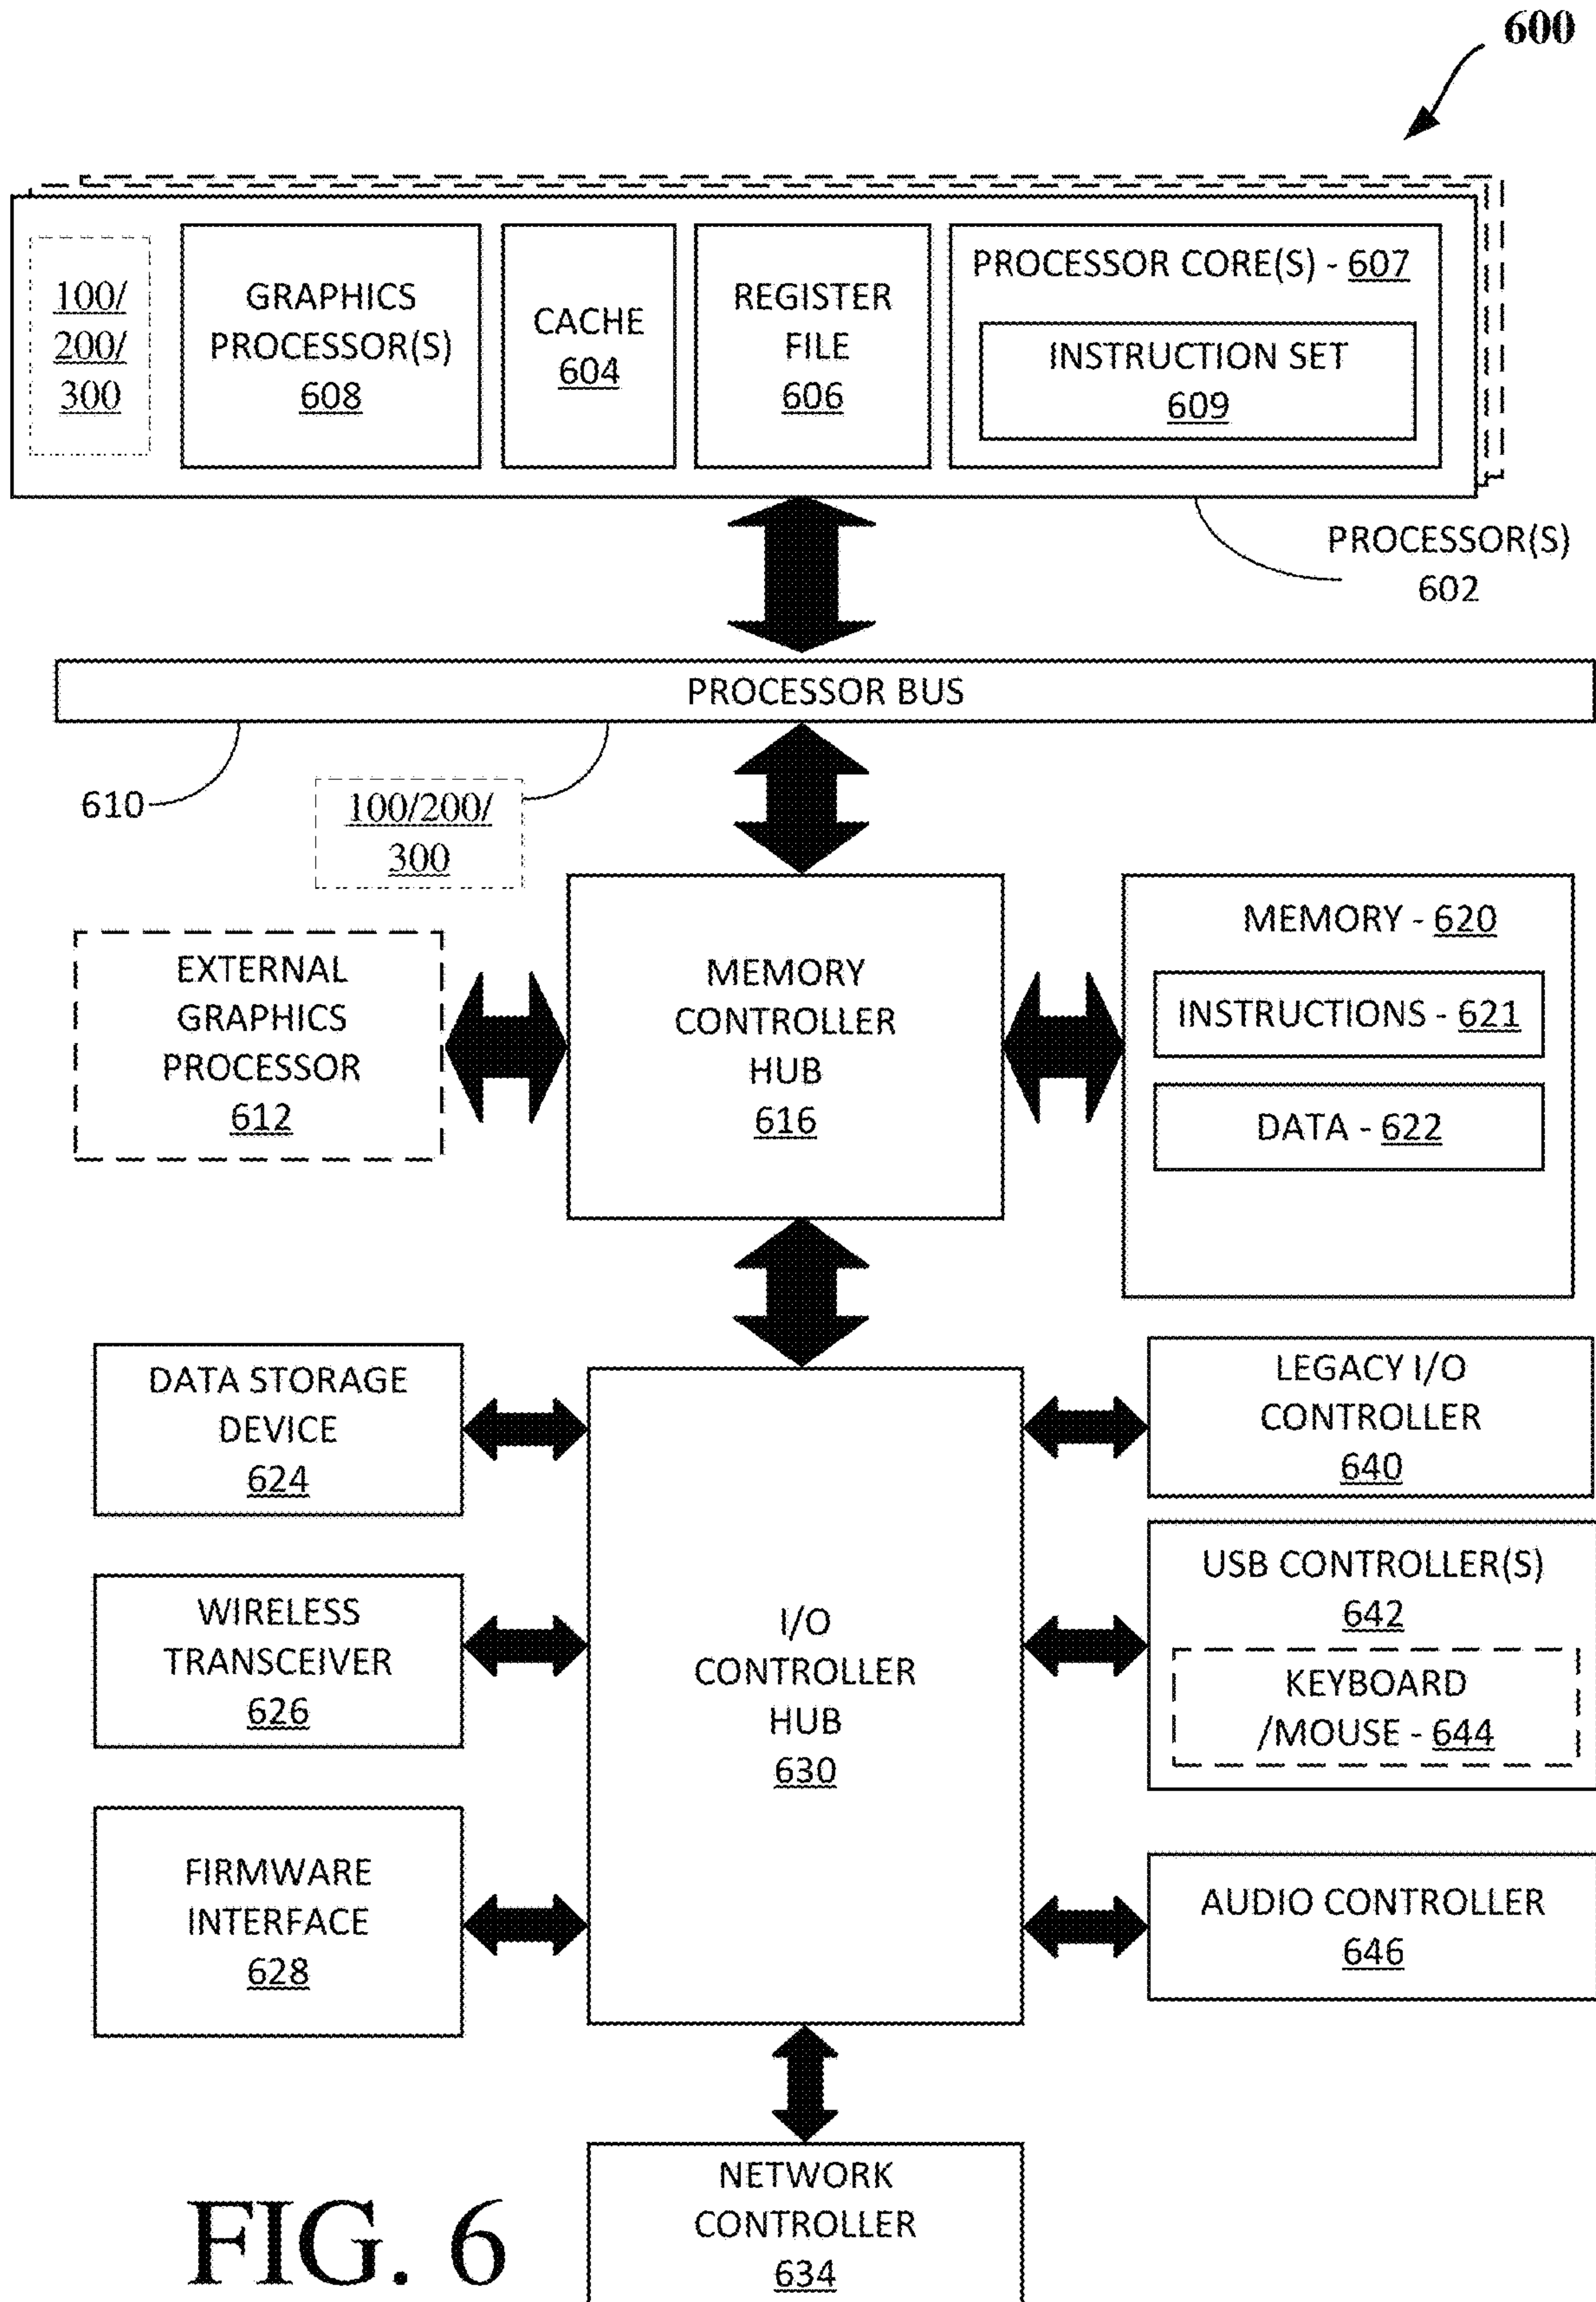 600
100/
200/
300
GRAPHICS
PROCESSOR(S)
608
CACHE
604
REGISTER
FILE
606
PROCESSOR CORE(S) - 607
INSTRUCTION SET
609
PROCESSOR(S)
602
PROCESSOR BUS
610
100/200/
300
EXTERNAL
GRAPHICS
PROCESSOR
612
MEMORY
CONTROLLER
HUB
616
MEMORY - 620
INSTRUCTIONS - 621
DATA - 622
DATA STORAGE
DEVICE
624
WIRELESS
TRANSCEIVER
626
FIRMWARE
INTERFACE
628
I/O
CONTROLLER
HUB
630
LEGACY I/O
CONTROLLER
640
USB CONTROLLER(S)
642
KEYBOARD
/MOUSE - 644
AUDIO CONTROLLER
646
NETWORK
CONTROLLER
634
FIG. 6